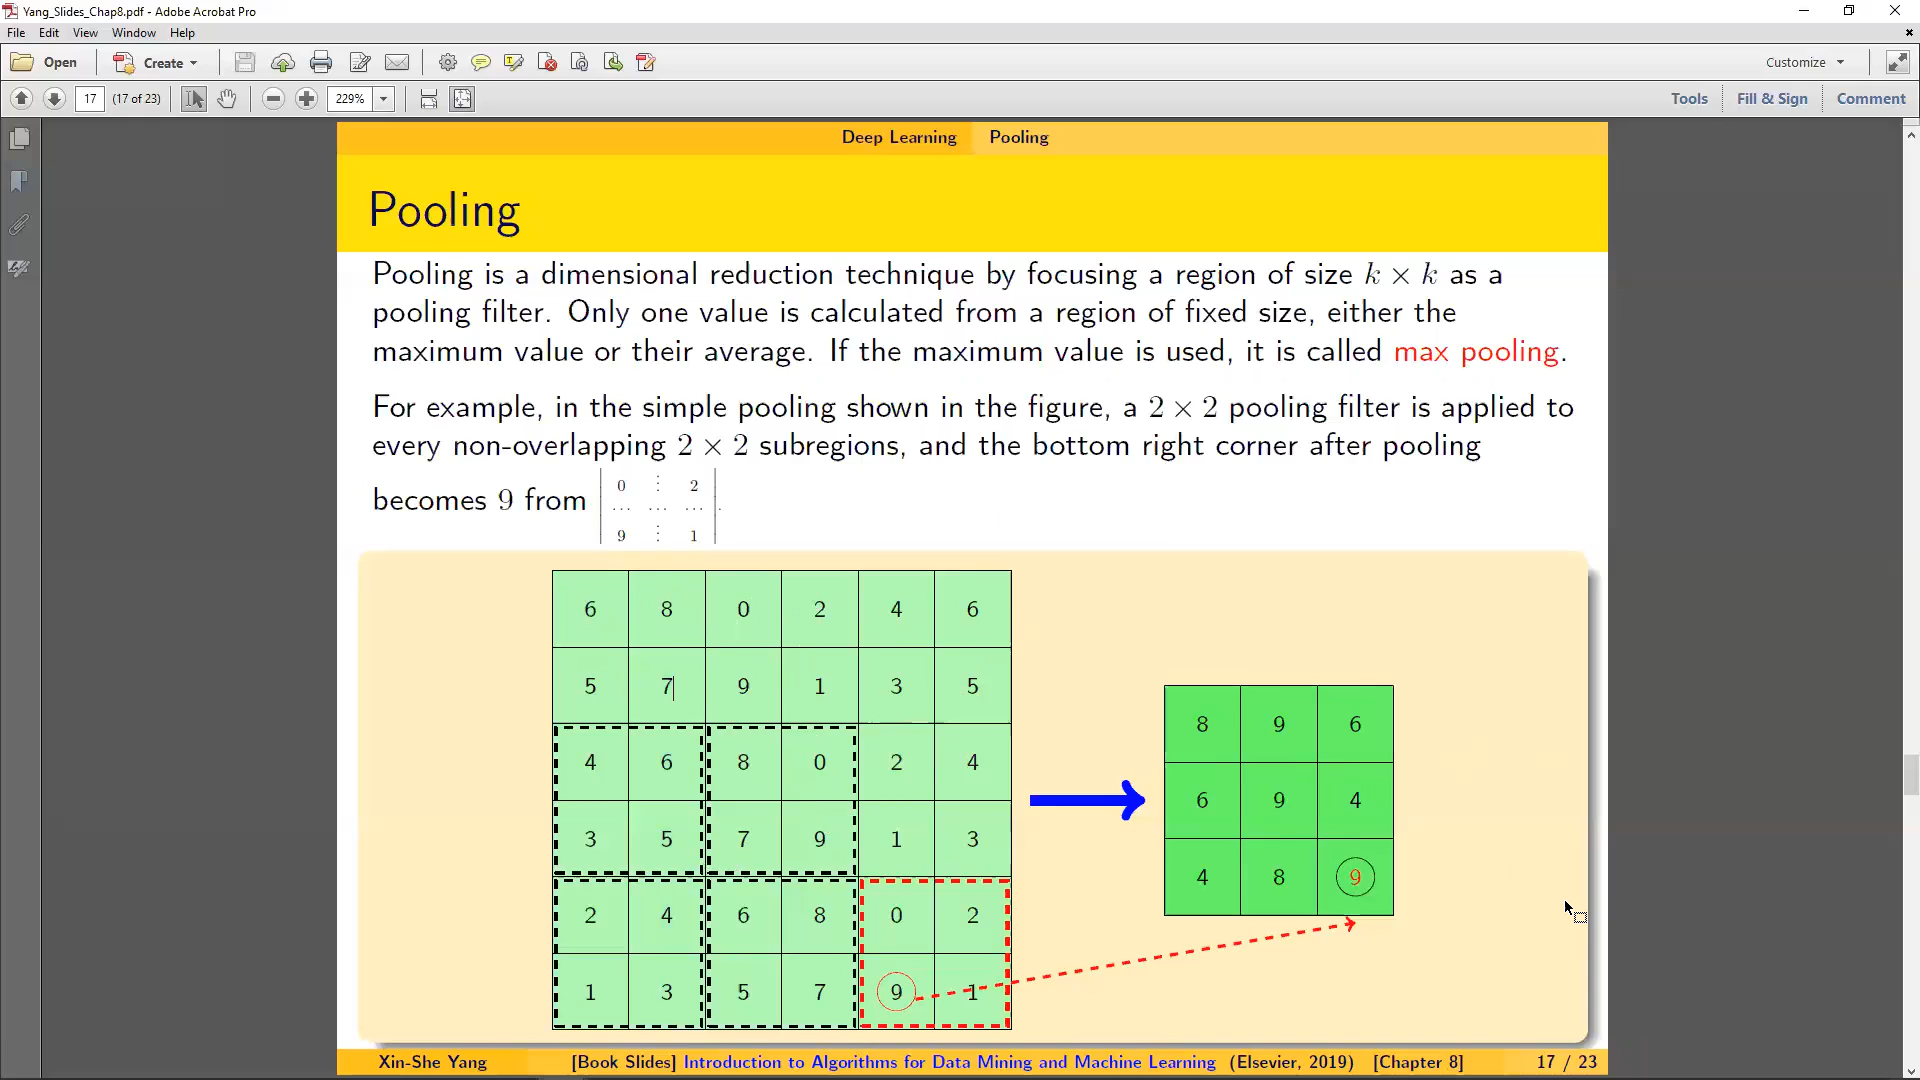 Yang_Slides_Chap8.pdf - Adobe Acrobat Pro
File Edit View Window Help
Open Create Customize
17 (17 of 23) 229% Tools Fill & Sign Comment
Deep Learning Pooling
Pooling
Pooling is a dimensional reduction technique by focusing a region of size k × k as a
pooling filter. Only one value is calculated from a region of fixed size, either the
maximum value or their average. If the maximum value is used, it is called max pooling.
For example, in the simple pooling shown in the figure, a 2 × 2 pooling filter is applied to
every non-overlapping 2 × 2 subregions, and the bottom right corner after pooling
0 ⋮ 2
becomes 9 from ⋯ ⋯ ⋯ .
9 ⋮ 1
6 8 0 2 4 6
5 7 9 1 3 5
4 6 8 0 2 4
3 5 7 9 1 3
2 4 6 8 0 2
1 3 5 7 9 1
8 9 6
6 9 4
4 8 9
Xin-She Yang [Book Slides] Introduction to Algorithms for Data Mining and Machine Learning (Elsevier, 2019) [Chapter 8] 17 / 23